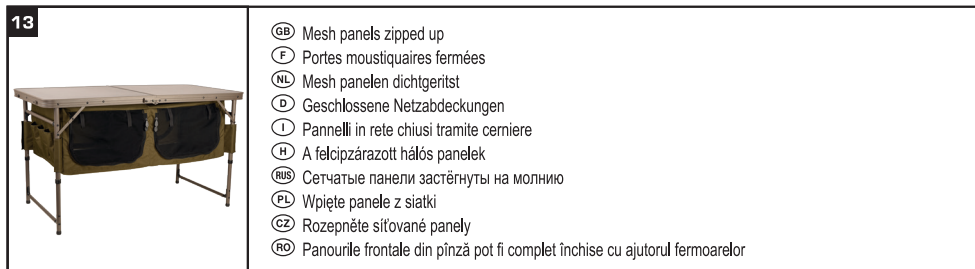 13
GB Mesh panels zipped up
F Portes moustiquaires fermées
NL Mesh panelen dichtgeritst
D Geschlossene Netzabdeckungen
I Pannelli in rete chiusi tramite cerniere
H A felcipzárazott hálós panelek
RUS Сетчатые панели застёгнуты на молнию
PL Wpięte panele z siatki
CZ Rozepněte síťované panely
RO Panourile frontale din pînză pot fi complet închise cu ajutorul fermoarelor